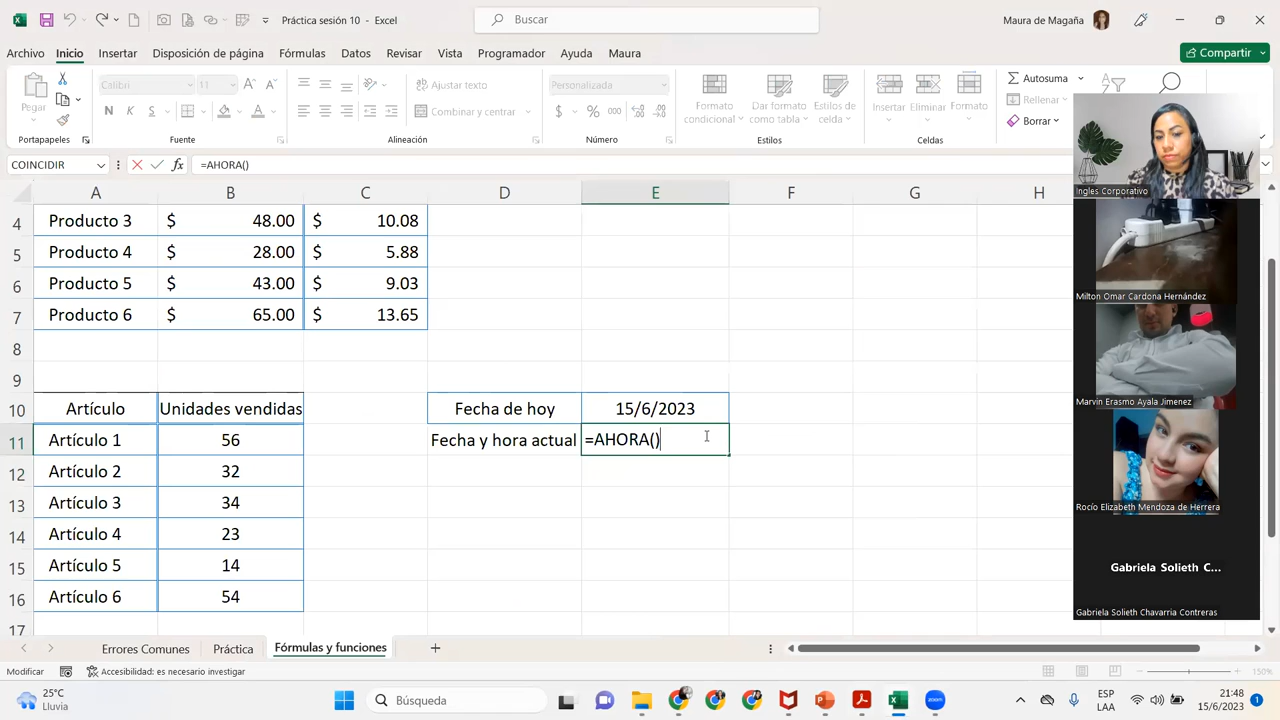 Práctica sesión 10 • Excel
Buscar
Maura de Magaña
Archivo Inicio Insertar Disposición de página Fórmulas Datos Revisar Vista Programador Ayuda Maura
Compartir
Pegar
Calibri 11
N K S
Ajustar texto
Combinar y centrar
Personalizada
$ % 000
Formato condicional
Dar formato como tabla
Estilos de celda
Insertar Eliminar Formato
Autosuma
Rellenar
Borrar
Portapapeles Fuente Alineación Número Estilos Celdas
COINCIDIR fx =AHORA()
A B C D E F G H
4 Producto 3 $ 48.00 $ 10.08
5 Producto 4 $ 28.00 $ 5.88
6 Producto 5 $ 43.00 $ 9.03
7 Producto 6 $ 65.00 $ 13.65
8
9
10 Artículo Unidades vendidas Fecha de hoy 15/6/2023
11 Artículo 1 56 Fecha y hora actual =AHORA()
12 Artículo 2 32
13 Artículo 3 34
14 Artículo 4 23
15 Artículo 5 14
16 Artículo 6 54
17
Ingles Corporativo
Milton Omar Cardona Hernández
Marvin Erasmo Ayala Jimenez
Rocío Elizabeth Mendoza de Herrera
Gabriela Solieth C...
Gabriela Solieth Chavarria Contreras
Errores Comunes Práctica Fórmulas y funciones
Modificar Accesibilidad: es necesario investigar 150%
25°C
Lluvia
Búsqueda
ESP
LAA
21:48
15/6/2023